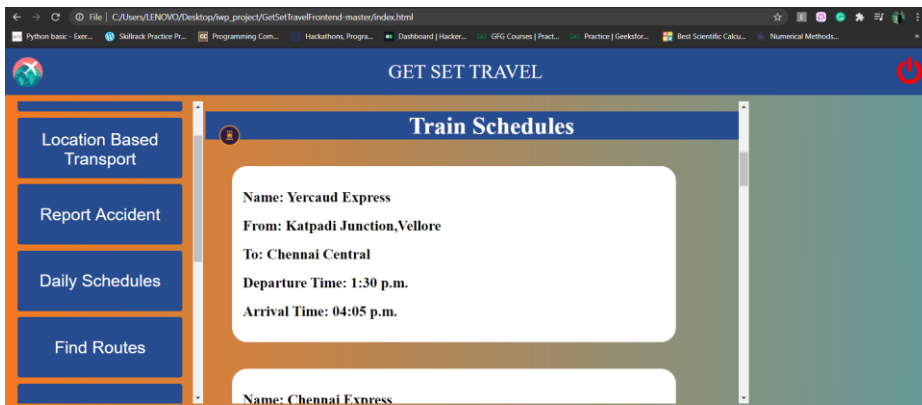 File | C:/Users/LENOVO/Desktop/iwp_project/GetSetTravelFrontend-master/index.html
Python basic - Exer...
Skillrack Practice Pr...
CC Programming Com...
Hackathons, Progra...
Dashboard | Hacker...
GFG Courses | Pract...
Practice | Geeksfor...
Best Scientific Calcu...
Numerical Methods...
GET SET TRAVEL
Location Based
Transport
Report Accident
Daily Schedules
Find Routes
Train Schedules
Name: Yercaud Express
From: Katpadi Junction,Vellore
To: Chennai Central
Departure Time: 1:30 p.m.
Arrival Time: 04:05 p.m.
Name: Chennai Express